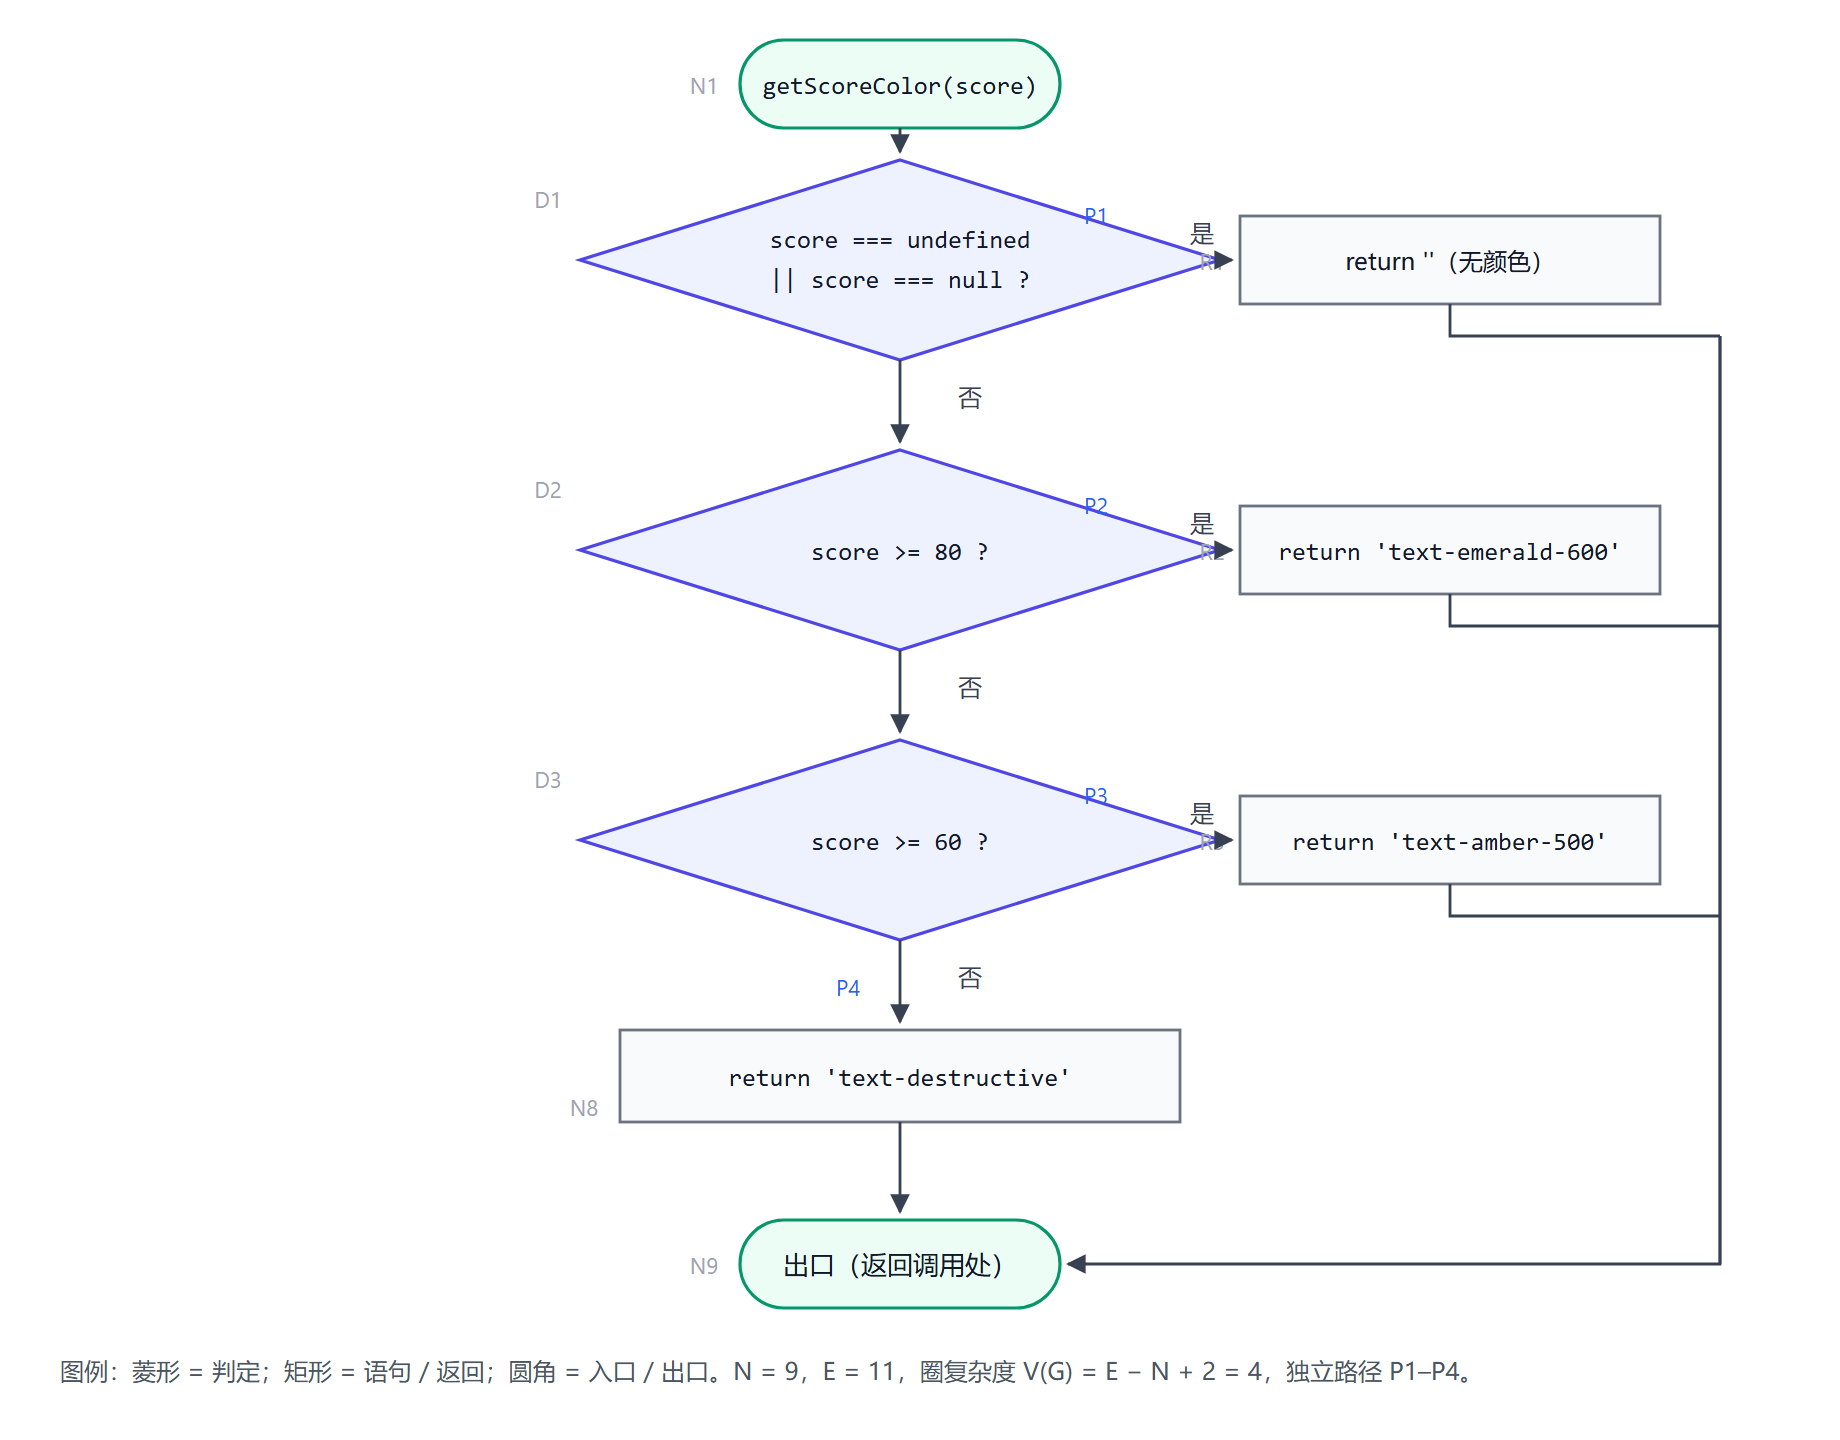 N1
getScoreColor(score)
D1
score === undefined
|| score === null ?
P1
是
return ''（无颜色）
否
D2
score >= 80 ?
P2
是
return 'text-emerald-600'
否
D3
score >= 60 ?
P3
是
return 'text-amber-500'
否
P4
return 'text-destructive'
N8
N9
出口（返回调用处）
图例：菱形 = 判定；矩形 = 语句 / 返回；圆角 = 入口 / 出口。N = 9，E = 11，圈复杂度 V(G) = E − N + 2 = 4，独立路径 P1–P4。